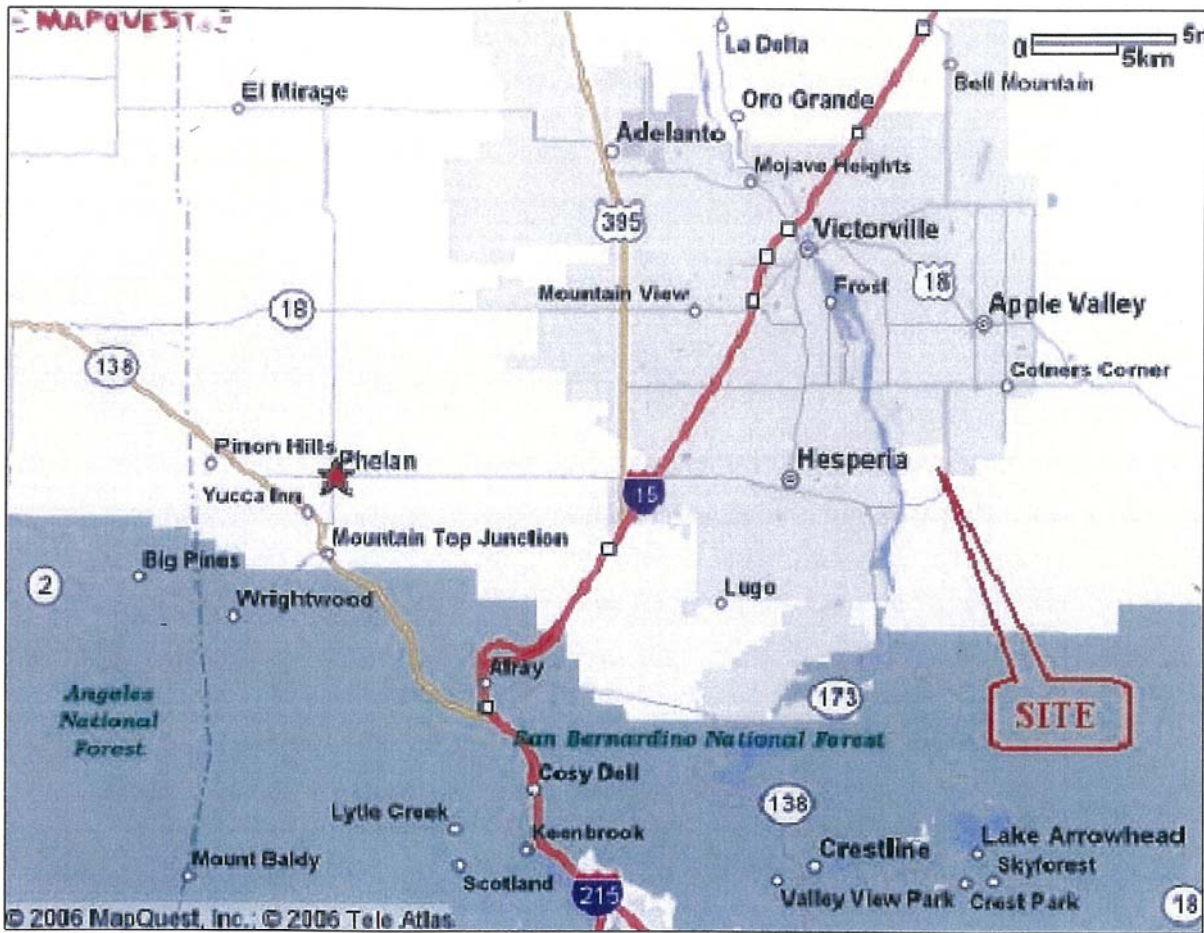 MAPQUEST
La Delta
0
5m
5km
Bell Mountain
El Mirage
Oro Grande
Adelanto
Mojave Heights
395
Victorville
18
Mountain View
Frost
18
Apple Valley
138
Cotners Corner
Pinon Hills
Phelan
Hesperia
15
Yucca Inn
Mountain Top Junction
Big Pines
2
Lugo
Wrightwood
Alray
Angeles
National
Forest
173
SITE
San Bernardino National Forest
Cosy Dell
138
Lytle Creek
Keenbrook
Crestline
Lake Arrowhead
Mount Baldy
Scotland
Skyforest
215
Valley View Park
Crest Park
18
© 2006 MapQuest, Inc.; © 2006 Tele Atlas